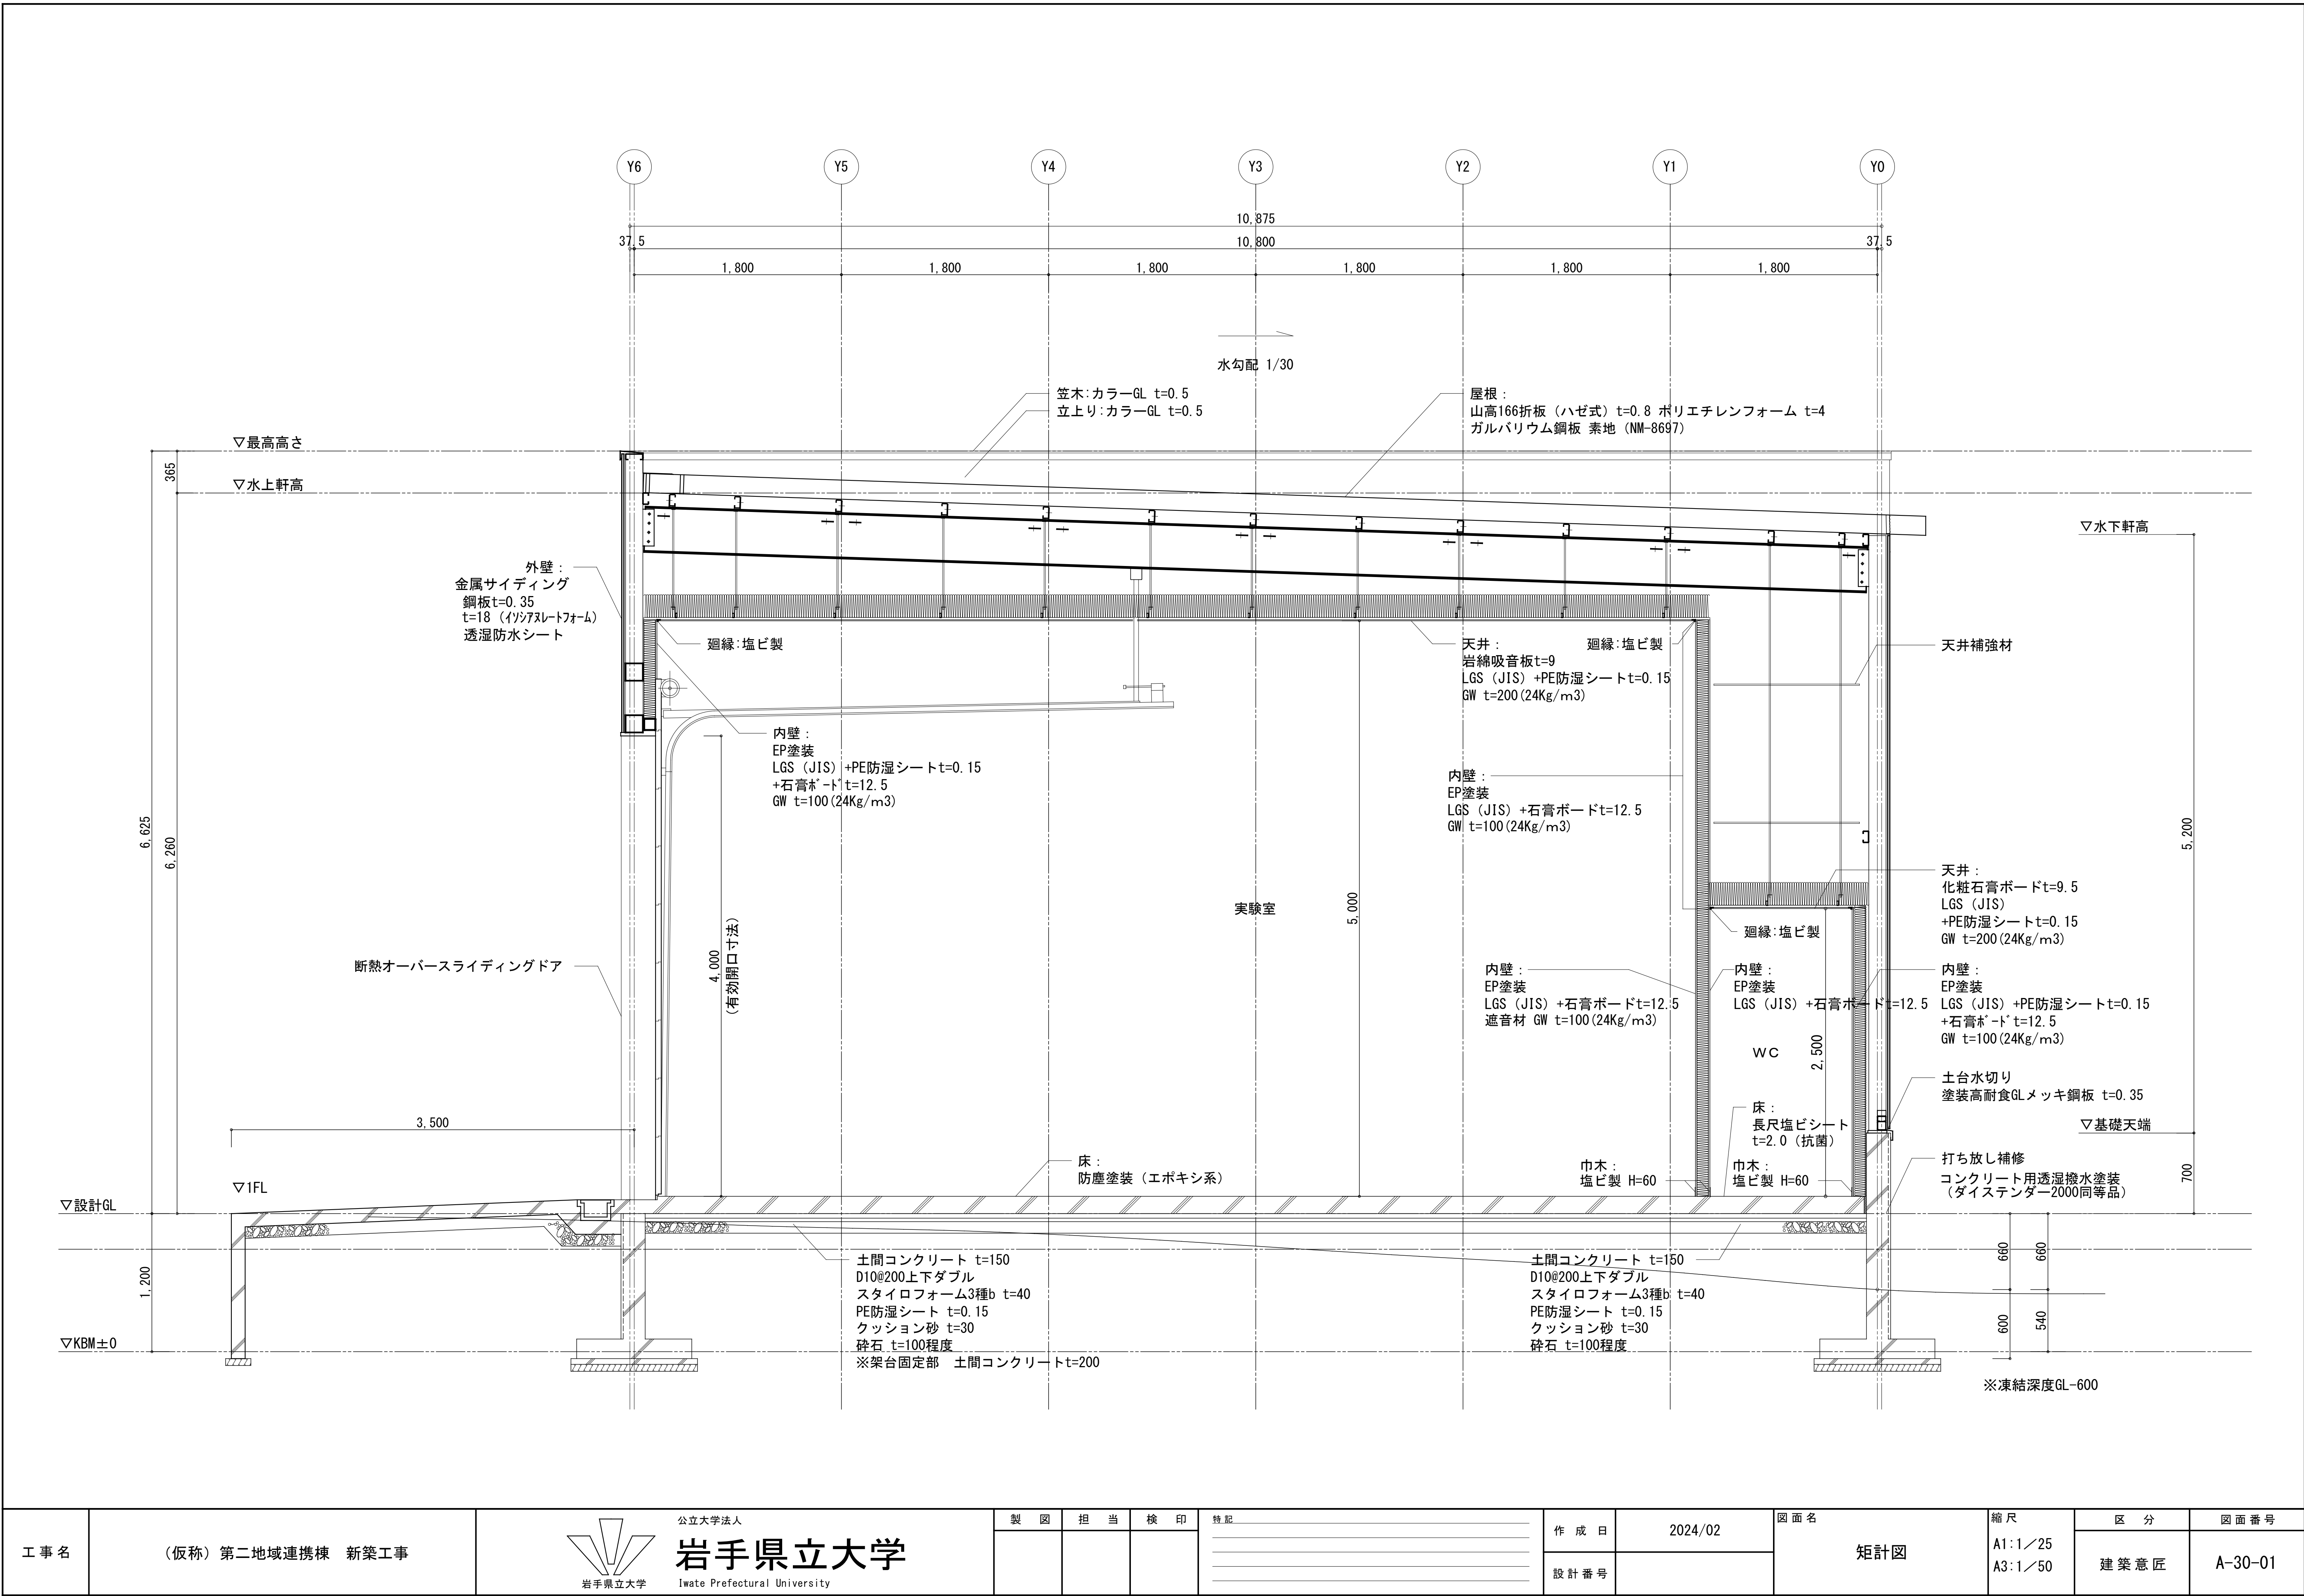 Y6 Y5 Y4 Y3 Y2 Y1 Y0
10,875
37.5 10,800 37.5
1,800 1,800 1,800 1,800 1,800 1,800
水勾配 1/30
笠木:カラーGL t=0.5
立上り:カラーGL t=0.5
屋根:
山高166折板（ハゼ式）t=0.8 ポリエチレンフォーム t=4
ガルバリウム鋼板 素地（NM-8697）
▽最高高さ
365
▽水上軒高
▽水下軒高
外壁:
金属サイディング
鋼板t=0.35
t=18（ｲｿｼｱﾇﾚｰﾄﾌｫｰﾑ）
透湿防水シート
廻縁:塩ビ製
天井:
岩綿吸音板t=9
LGS（JIS）+PE防湿シートt=0.15
GW t=200(24Kg/m3)
廻縁:塩ビ製
天井補強材
内壁:
EP塗装
LGS（JIS）+PE防湿シートt=0.15
+石膏ﾎﾞｰﾄﾞt=12.5
GW t=100(24Kg/m3)
内壁:
EP塗装
LGS（JIS）+石膏ボードt=12.5
GW t=100(24Kg/m3)
6,625
6,260
5,200
実験室
5,000
4,000
（有効開口寸法）
断熱オーバースライディングドア
天井:
化粧石膏ボードt=9.5
LGS（JIS）
+PE防湿シートt=0.15
GW t=200(24Kg/m3)
廻縁:塩ビ製
内壁:
EP塗装
LGS（JIS）+石膏ボードt=12.5
遮音材 GW t=100(24Kg/m3)
内壁:
EP塗装
LGS（JIS）+石膏ボードt=12.5
内壁:
EP塗装
LGS（JIS）+PE防湿シートt=0.15
+石膏ﾎﾞｰﾄﾞt=12.5
GW t=100(24Kg/m3)
WC
2,500
土台水切り
塗装高耐食GLメッキ鋼板 t=0.35
床:
長尺塩ビシート
t=2.0（抗菌）
▽基礎天端
3,500
床:
防塵塗装（エポキシ系）
巾木:
塩ビ製 H=60
巾木:
塩ビ製 H=60
打ち放し補修
コンクリート用透湿撥水塗装
（ダイステンダー2000同等品）
700
▽1FL
▽設計GL
1,200
▽KBM±0
土間コンクリート t=150
D10@200上下ダブル
スタイロフォーム3種b t=40
PE防湿シート t=0.15
クッション砂 t=30
砕石 t=100程度
※架台固定部　土間コンクリートt=200
土間コンクリート t=150
D10@200上下ダブル
スタイロフォーム3種b t=40
PE防湿シート t=0.15
クッション砂 t=30
砕石 t=100程度
660 660
600 540
※凍結深度GL-600
工事名
（仮称）第二地域連携棟　新築工事
岩手県立大学
公立大学法人
岩手県立大学
Iwate Prefectural University
製図 担当 検印
特記
作成日 2024/02
設計番号
図面名
矩計図
縮尺
A1:1／25
A3:1／50
区分
建築意匠
図面番号
A-30-01